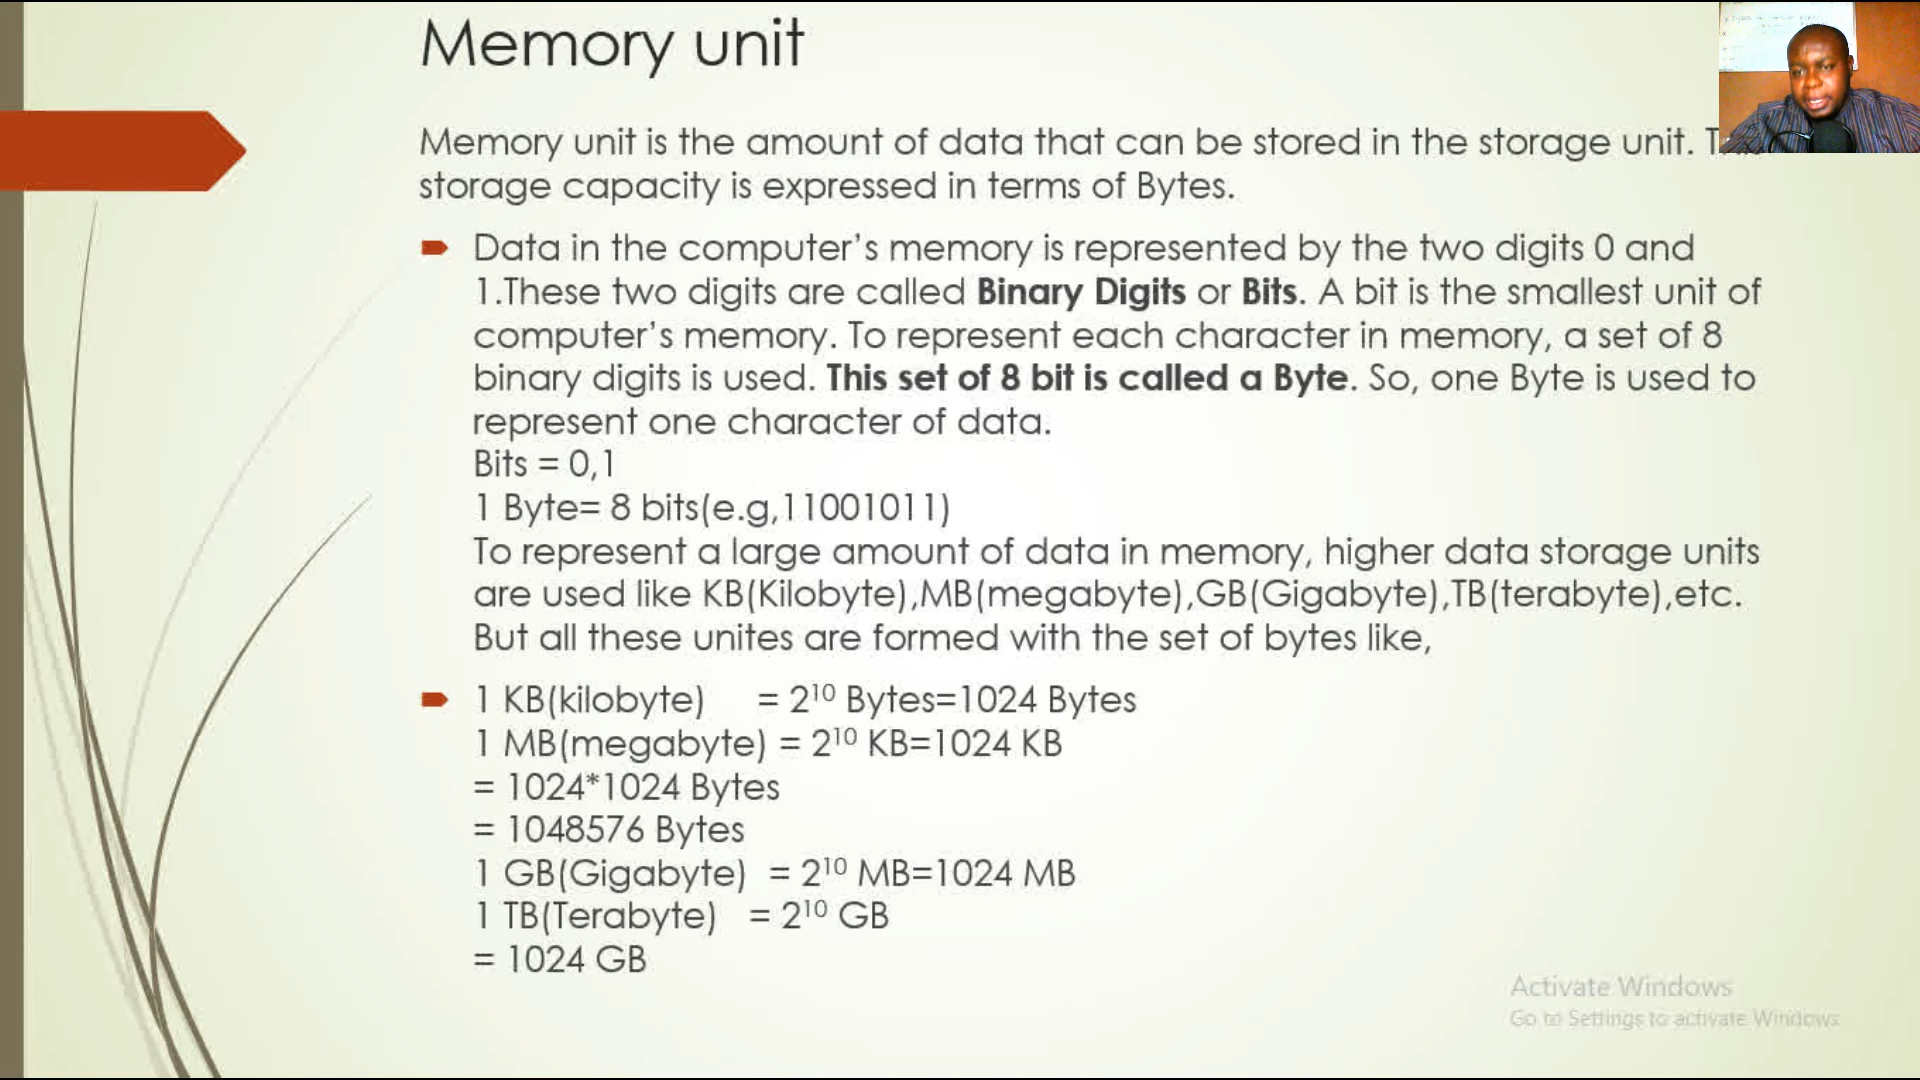 Memory unit
Memory unit is the amount of data that can be stored in the storage unit.
storage capacity is expressed in terms of Bytes.
Data in the computer’s memory is represented by the two digits 0 and
1.These two digits are called Binary Digits or Bits. A bit is the smallest unit of
computer’s memory. To represent each character in memory, a set of 8
binary digits is used. This set of 8 bit is called a Byte. So, one Byte is used to
represent one character of data.
Bits = 0,1
1 Byte= 8 bits(e.g,11001011)
To represent a large amount of data in memory, higher data storage units
are used like KB(Kilobyte),MB(megabyte),GB(Gigabyte),TB(terabyte),etc.
But all these unites are formed with the set of bytes like,
1 KB(kilobyte) = 2¹⁰ Bytes=1024 Bytes
1 MB(megabyte) = 2¹⁰ KB=1024 KB
= 1024*1024 Bytes
= 1048576 Bytes
1 GB(Gigabyte) = 2¹⁰ MB=1024 MB
1 TB(Terabyte) = 2¹⁰ GB
= 1024 GB
Activate Windows
Go to Settings to activate Windows